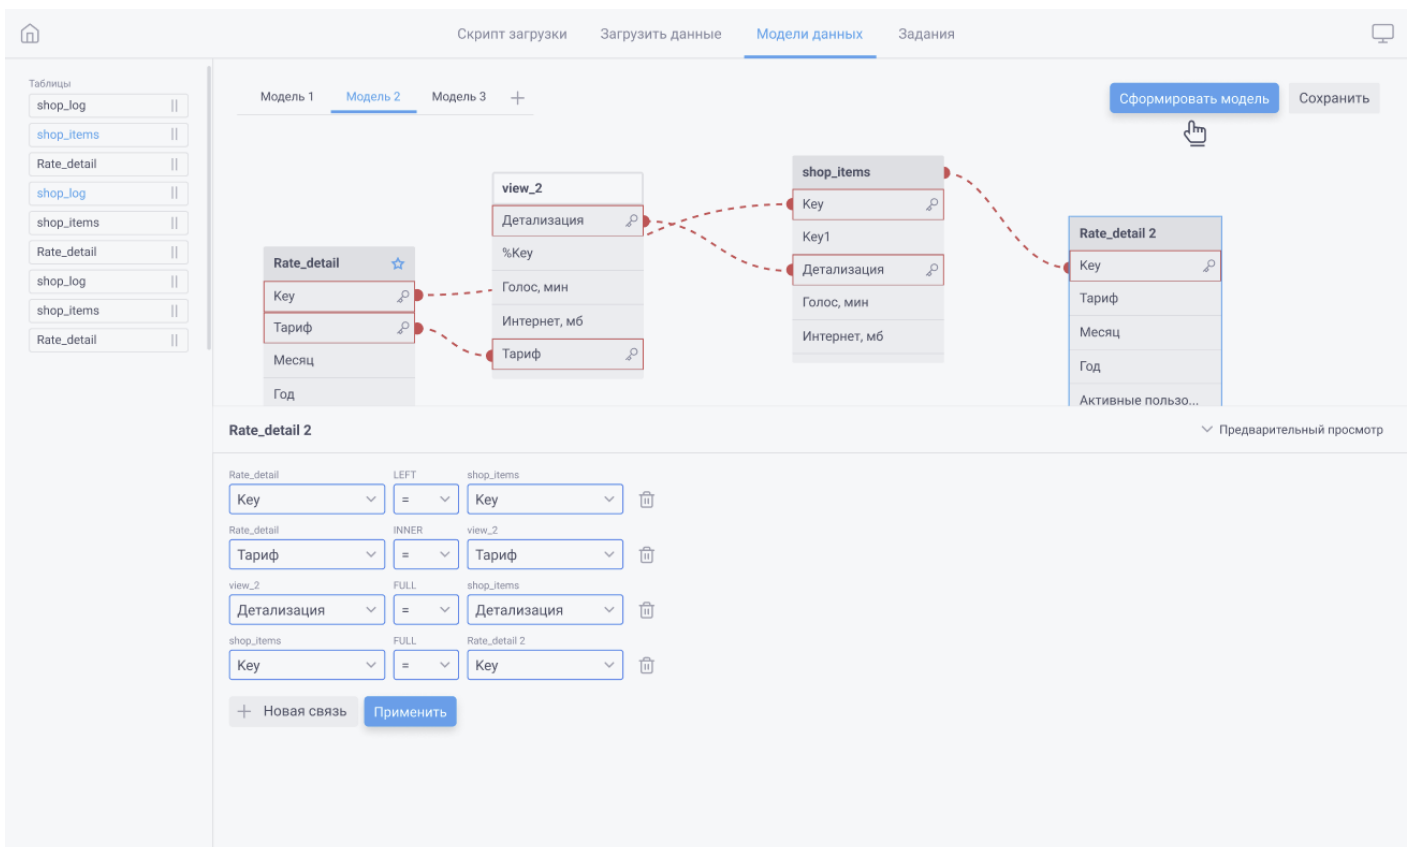 Скрипт загрузки
Загрузить данные
Модели данных
Задания
Таблицы
shop_log
shop_items
Rate_detail
shop_log
shop_items
Rate_detail
shop_log
shop_items
Rate_detail
Модель 1
Модель 2
Модель 3
Сформировать модель
Сохранить
Rate_detail
Key
Тариф
Месяц
Год
view_2
Детализация
%Key
Голос, мин
Интернет, мб
Тариф
shop_items
Key
Key1
Детализация
Голос, мин
Интернет, мб
Rate_detail 2
Key
Тариф
Месяц
Год
Активные пользо...
Rate_detail 2
Предварительный просмотр
Rate_detail LEFT shop_items
Key = Key
Rate_detail INNER view_2
Тариф = Тариф
view_2 FULL shop_items
Детализация = Детализация
shop_items FULL Rate_detail 2
Key = Key
Новая связь
Применить